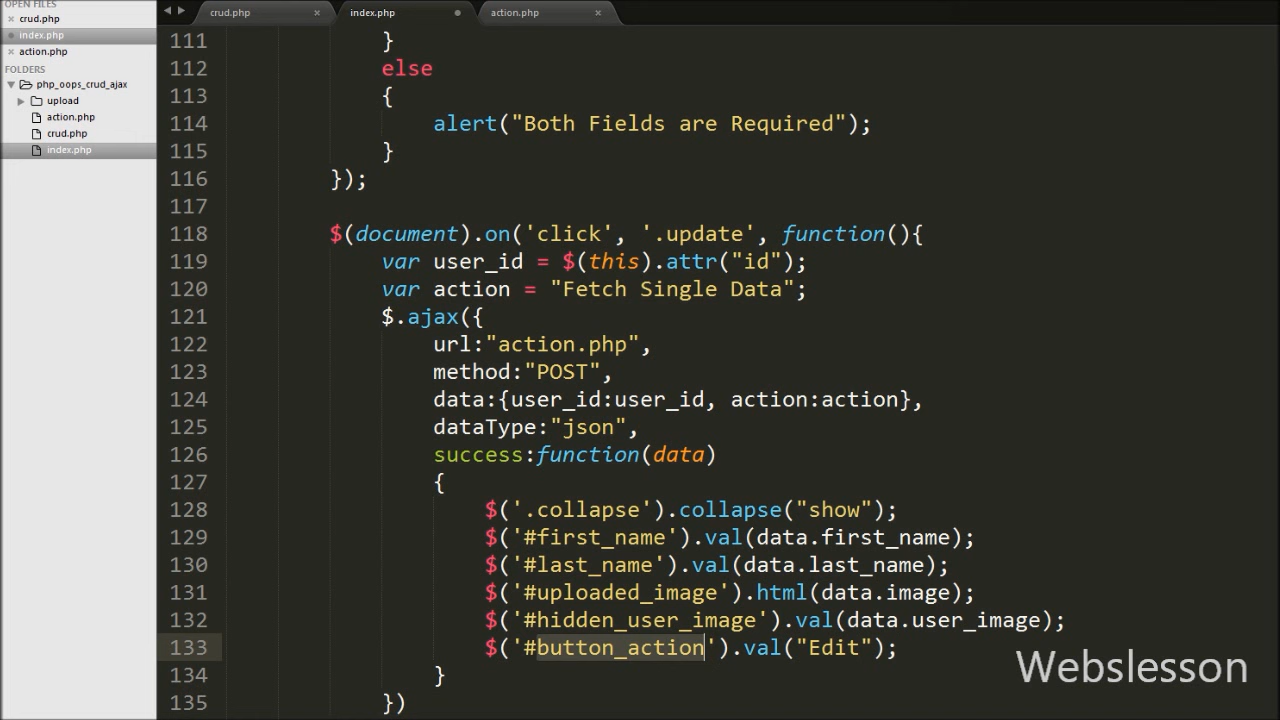 OPEN FILES
crud.php
index.php
action.php
FOLDERS
php_oops_crud_ajax
upload
action.php
crud.php
index.php
crud.php index.php action.php
111 }
112 else
113 {
114 alert("Both Fields are Required");
115 }
116 });
117
118 $(document).on('click', '.update', function(){
119 var user_id = $(this).attr("id");
120 var action = "Fetch Single Data";
121 $.ajax({
122 url:"action.php",
123 method:"POST",
124 data:{user_id:user_id, action:action},
125 dataType:"json",
126 success:function(data)
127 {
128 $('.collapse').collapse("show");
129 $('#first_name').val(data.first_name);
130 $('#last_name').val(data.last_name);
131 $('#uploaded_image').html(data.image);
132 $('#hidden_user_image').val(data.user_image);
133 $('#button_action').val("Edit");
134 }
135 })
Webslesson